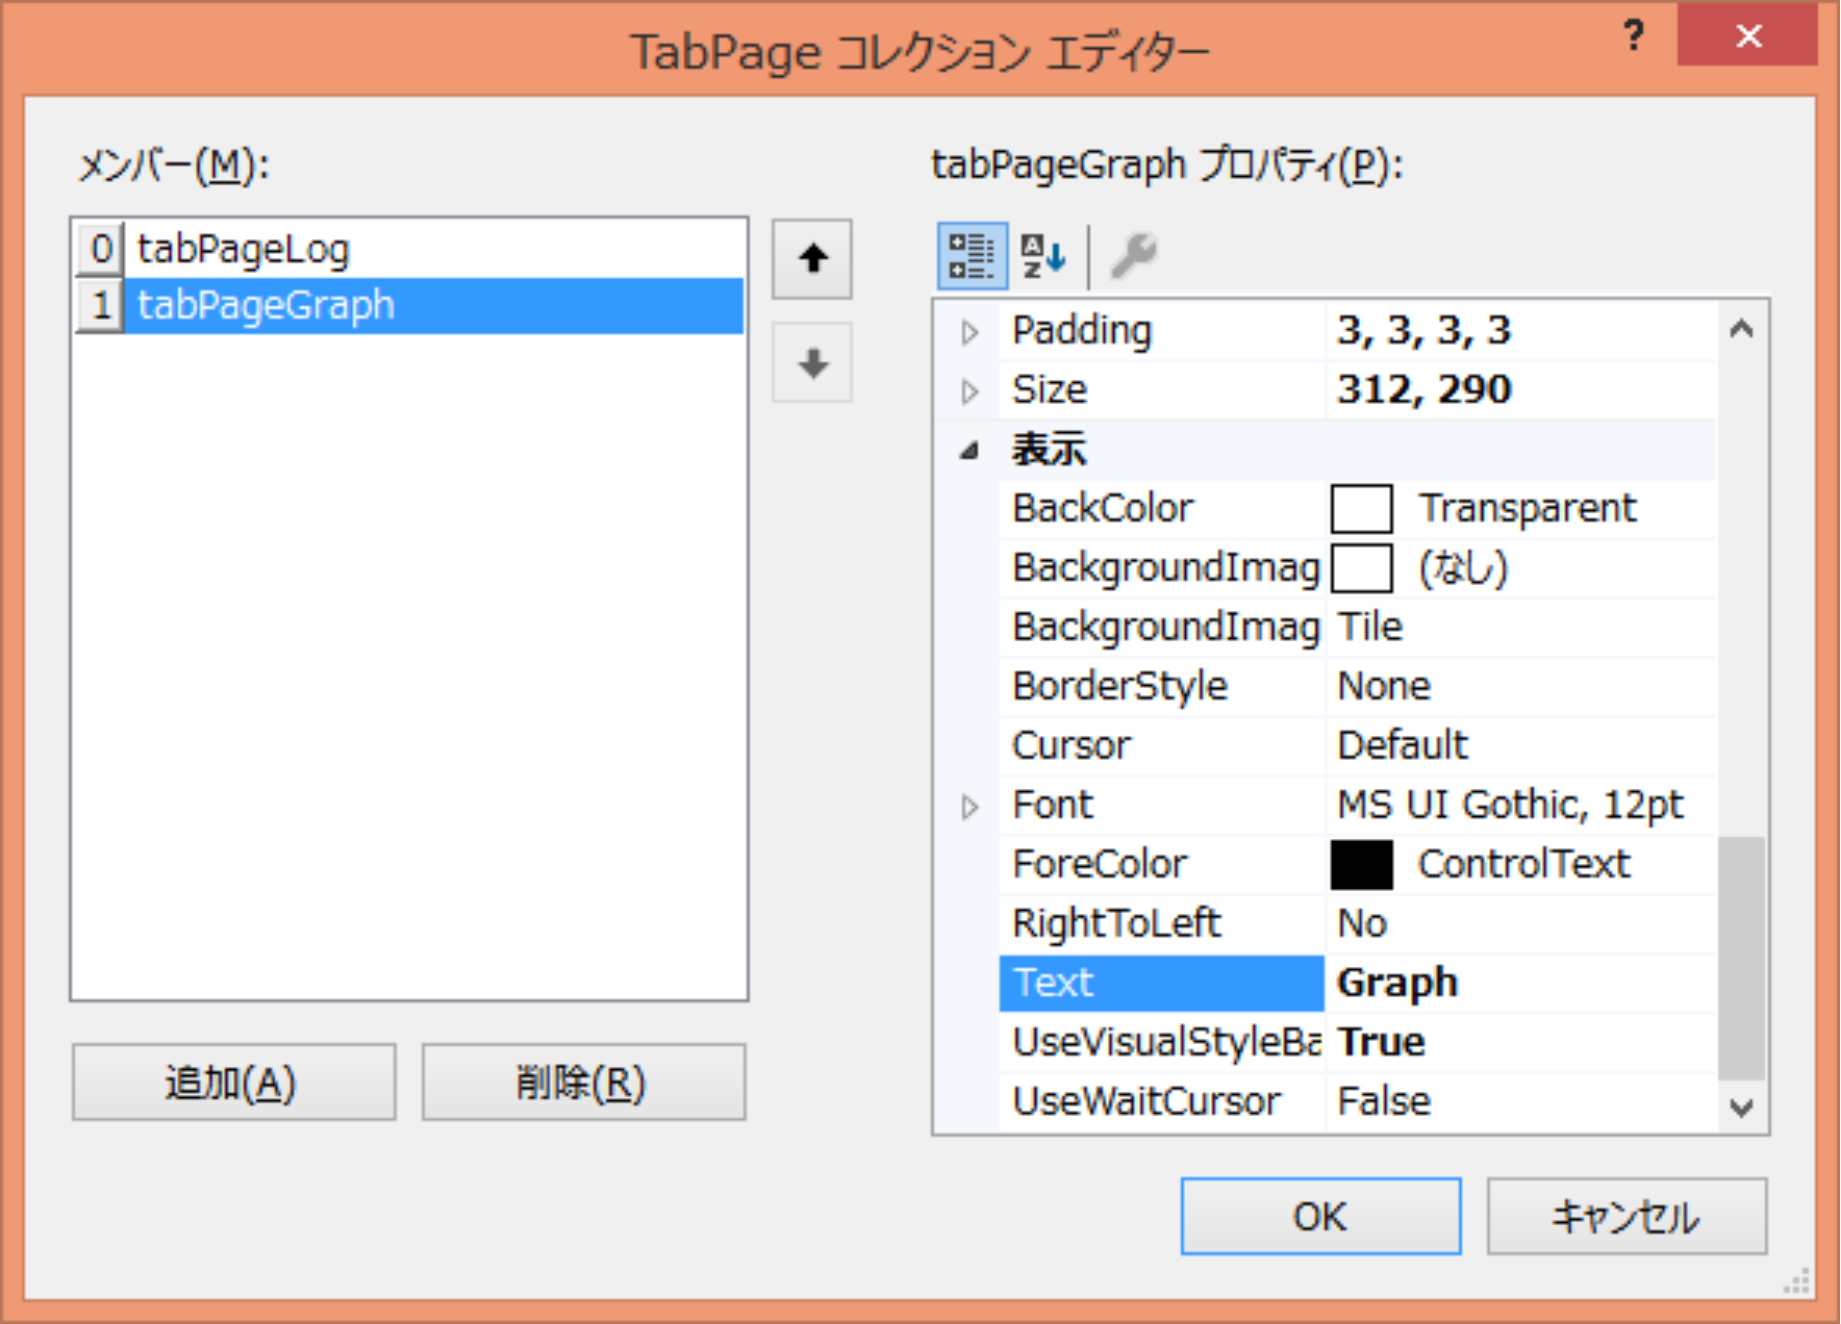 TabPage コレクション エディター
?
メンバー(M):
0 tabPageLog
1 tabPageGraph
追加(A)
削除(R)
tabPageGraph プロパティ(P):
Padding 3, 3, 3, 3
Size 312, 290
表示
BackColor Transparent
BackgroundImag (なし)
BackgroundImag Tile
BorderStyle None
Cursor Default
Font MS UI Gothic, 12pt
ForeColor ControlText
RightToLeft No
Text Graph
UseVisualStyleBa True
UseWaitCursor False
OK
キャンセル